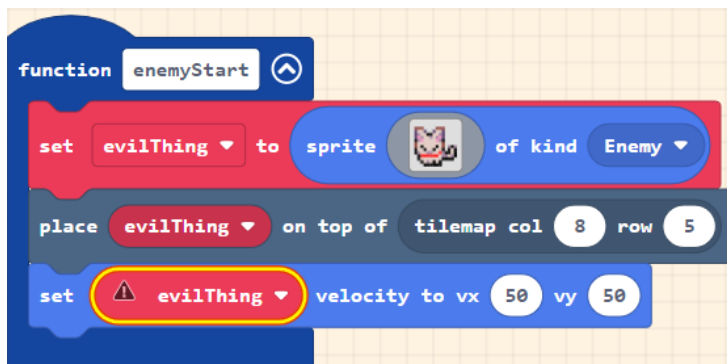 function enemyStart
set evilThing to sprite of kind Enemy
place evilThing on top of tilemap col 8 row 5
set evilThing velocity to vx 50 vy 50